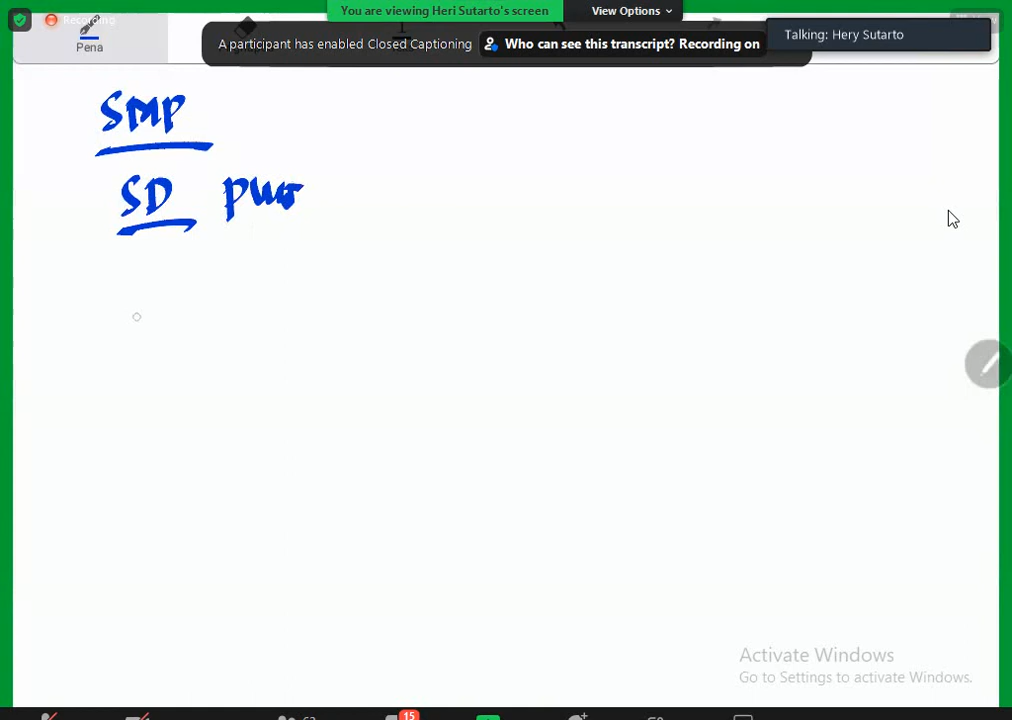 You are viewing Heri Sutarto's screen
View Options
Recording
Pena
A participant has enabled Closed Captioning
Who can see this transcript? Recording on
Talking: Hery Sutarto
SMP
SD
Activate Windows
Go to Settings to activate Windows.
15